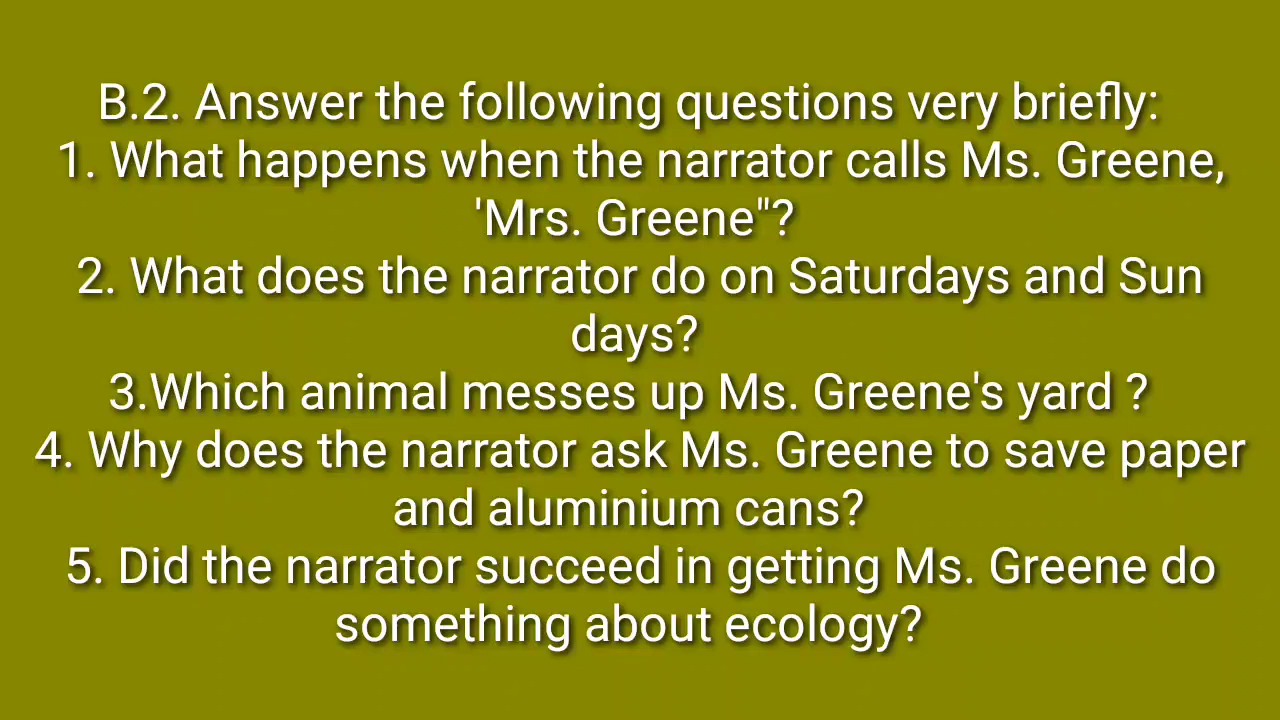 B.2. Answer the following questions very briefly:
1. What happens when the narrator calls Ms. Greene,
'Mrs. Greene"?
2. What does the narrator do on Saturdays and Sun
days?
3.Which animal messes up Ms. Greene's yard ?
4. Why does the narrator ask Ms. Greene to save paper
and aluminium cans?
5. Did the narrator succeed in getting Ms. Greene do
something about ecology?